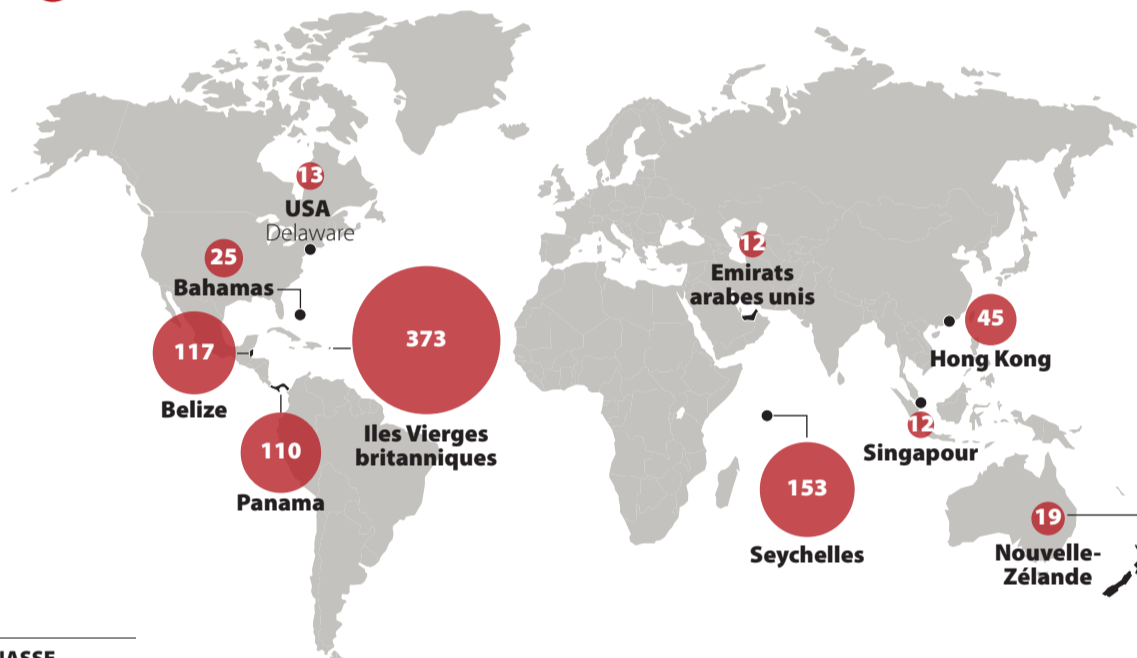 13
USA
Delaware
25
Bahamas
117
Belize
110
Panama
373
Iles Vierges
britanniques
12
Emirats
arabes unis
45
Hong Kong
12
Singapour
153
Seychelles
19
Nouvelle-
Zélande